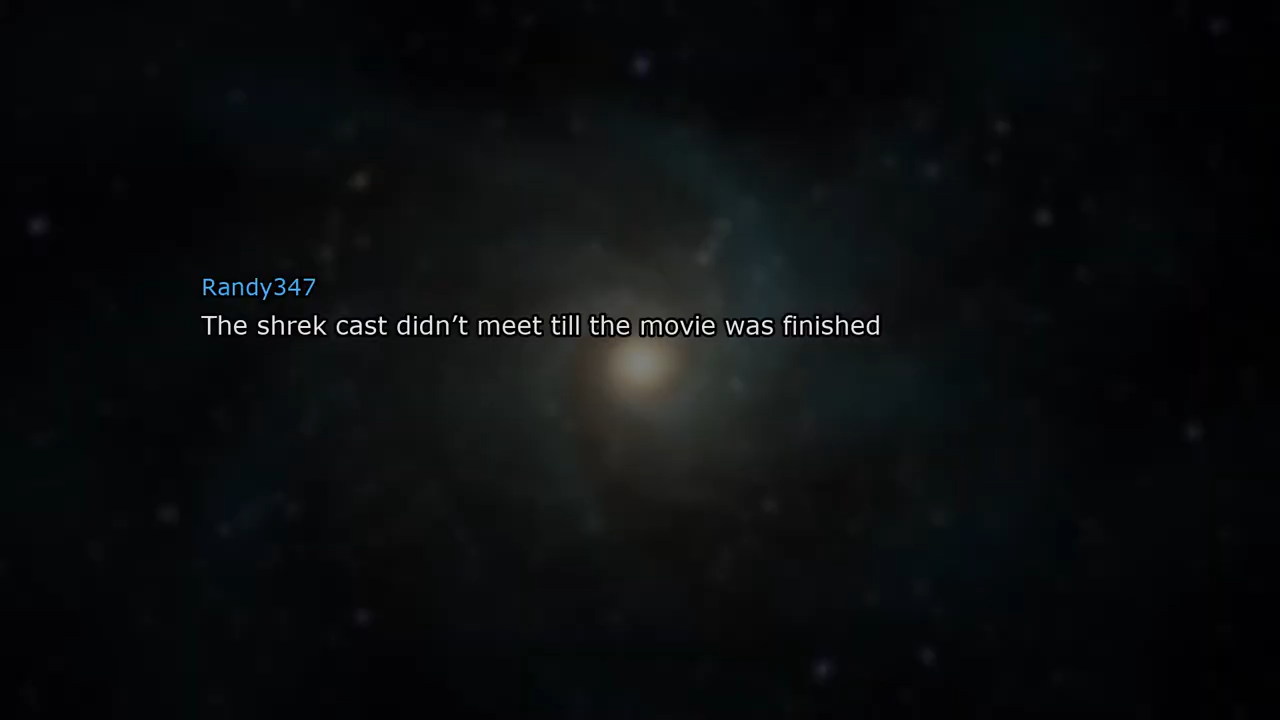 Randy347
The shrek cast didn’t meet till the movie was finished